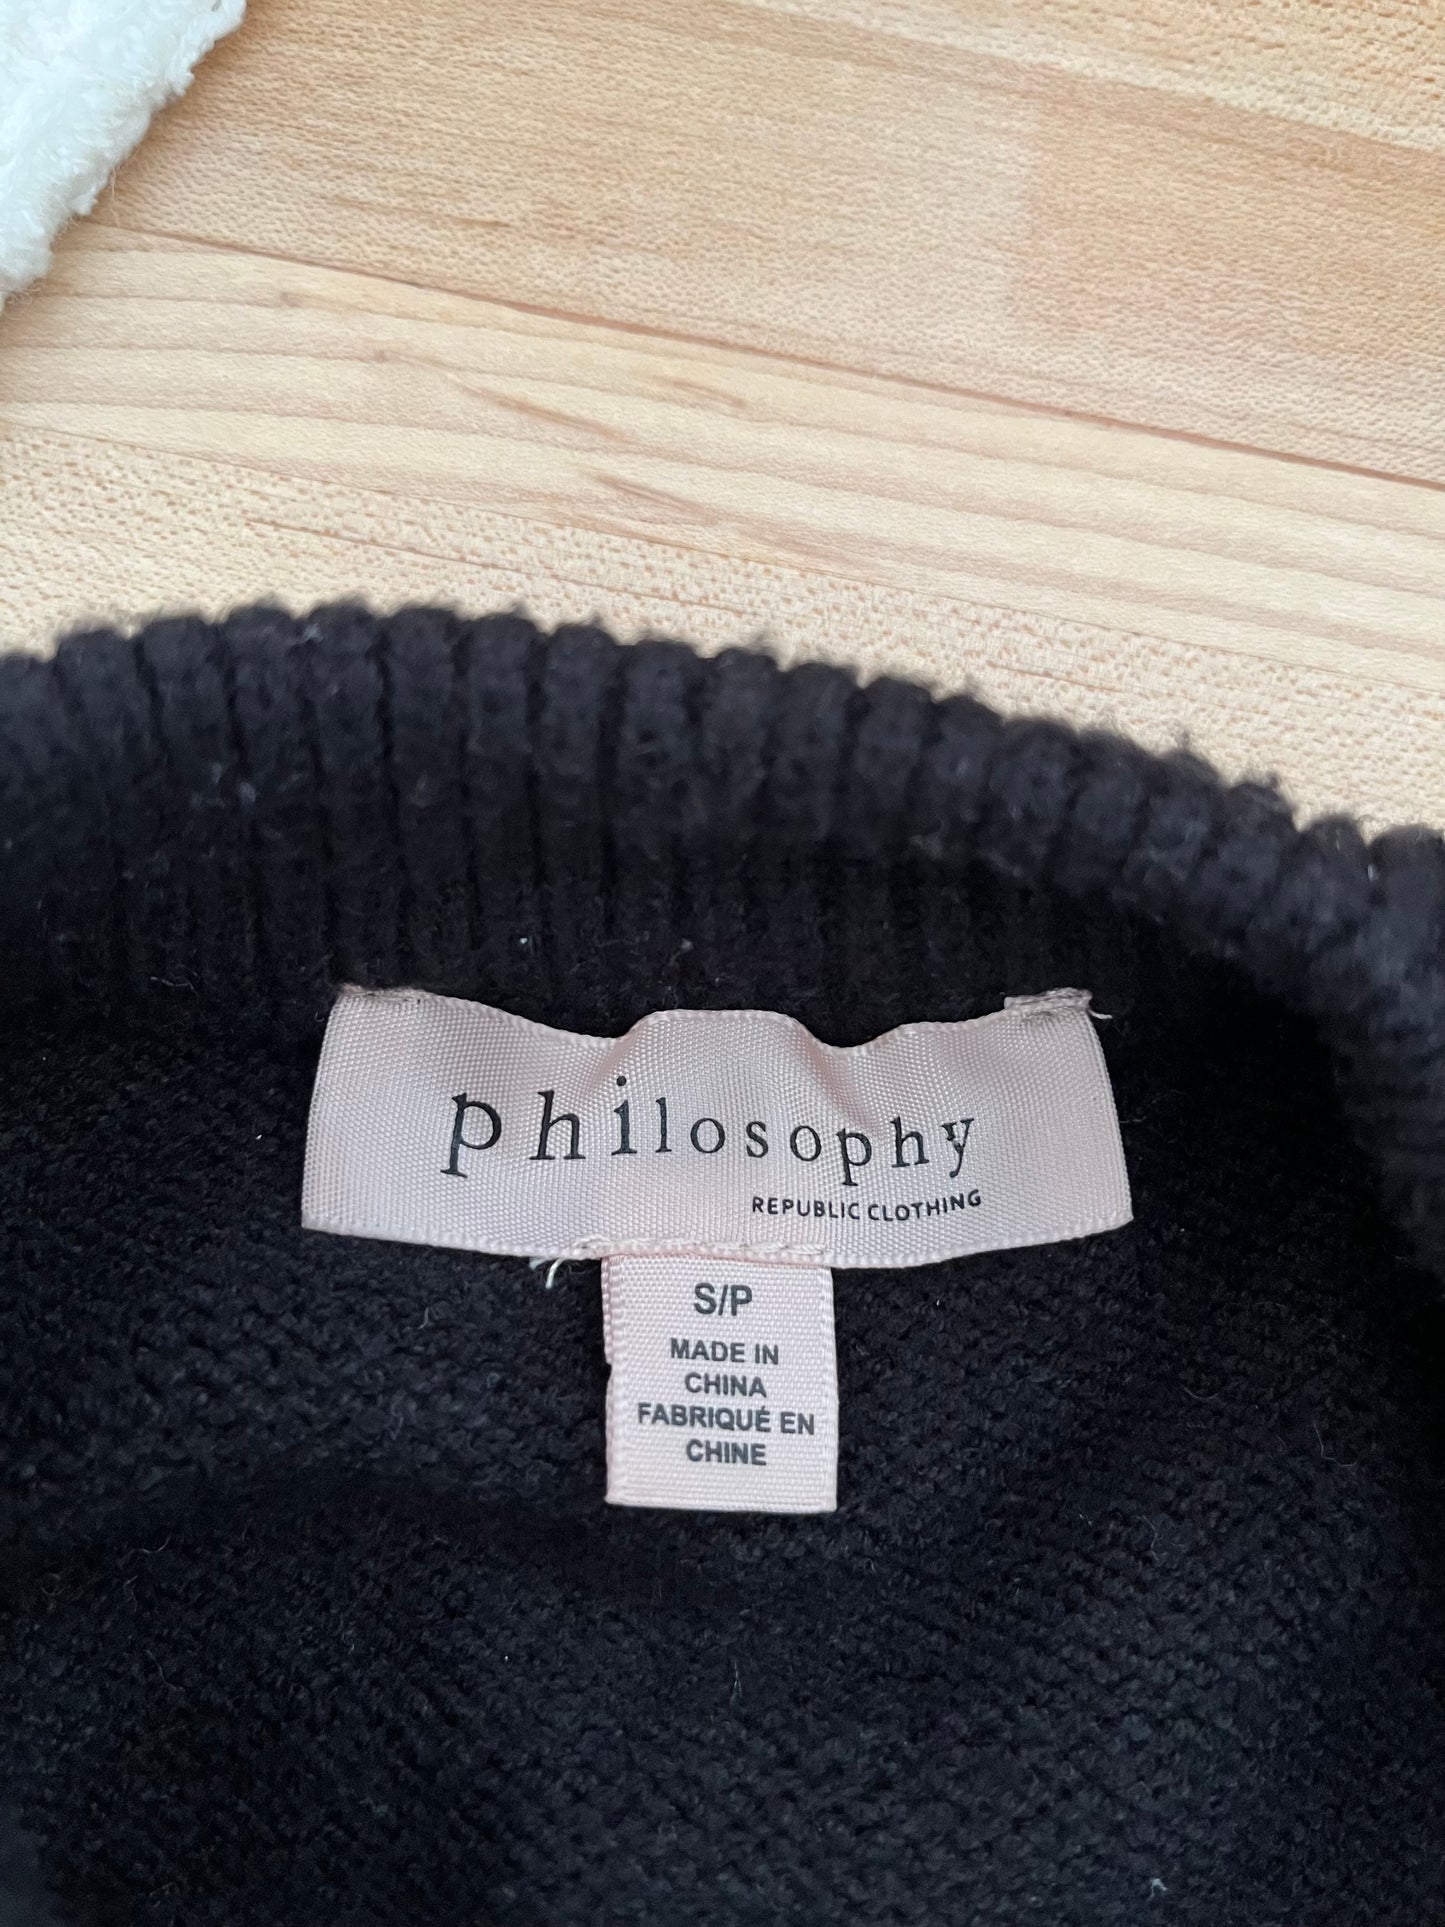 philosophy
REPUBLIC CLOTHING
S/P
MADE IN
CHINA
FABRIQUÉ EN
CHINE